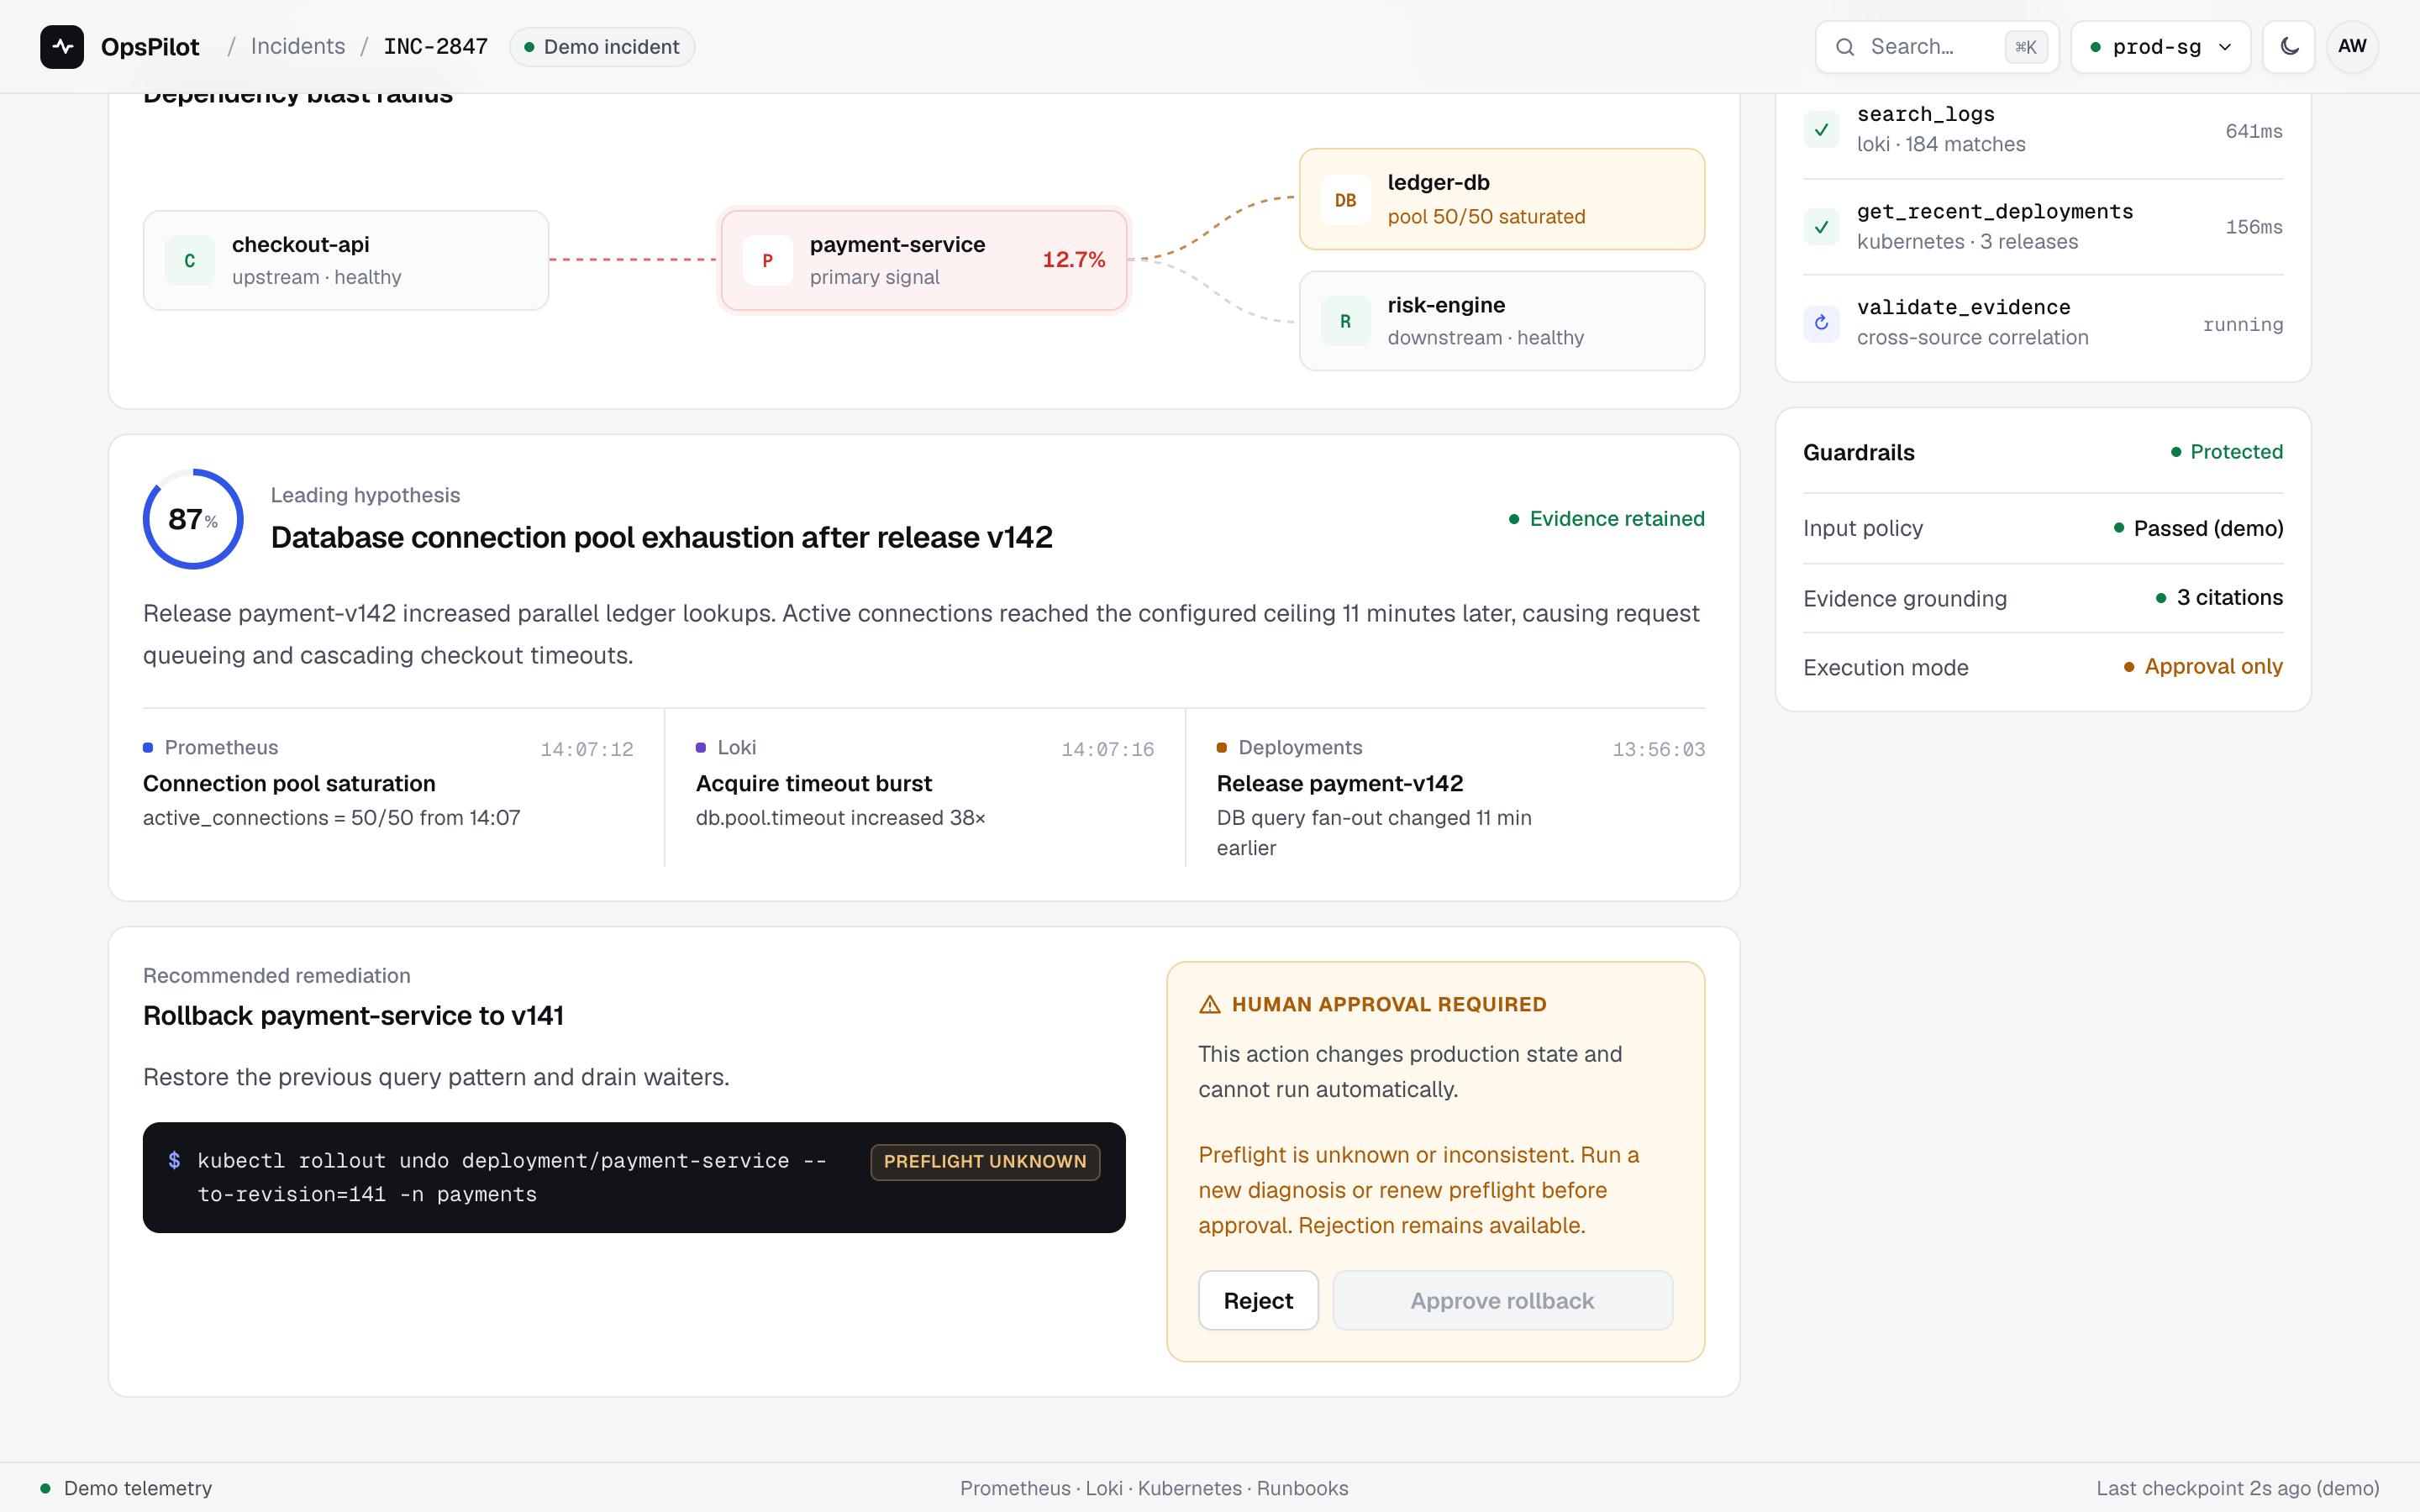 OpsPilot / Incidents / INC-2847 Demo incident
Search... ⌘K prod-sg AW
Dependency blast radius
C checkout-api
upstream · healthy
P payment-service
primary signal
12.7%
DB ledger-db
pool 50/50 saturated
R risk-engine
downstream · healthy
search_logs
loki · 184 matches
641ms
get_recent_deployments
kubernetes · 3 releases
156ms
validate_evidence
cross-source correlation
running
Guardrails Protected
Input policy Passed (demo)
Evidence grounding 3 citations
Execution mode Approval only
87%
Leading hypothesis
Database connection pool exhaustion after release v142
Evidence retained
Release payment-v142 increased parallel ledger lookups. Active connections reached the configured ceiling 11 minutes later, causing request
queueing and cascading checkout timeouts.
Prometheus 14:07:12
Connection pool saturation
active_connections = 50/50 from 14:07
Loki 14:07:16
Acquire timeout burst
db.pool.timeout increased 38×
Deployments 13:56:03
Release payment-v142
DB query fan-out changed 11 min
earlier
Recommended remediation
Rollback payment-service to v141
Restore the previous query pattern and drain waiters.
$ kubectl rollout undo deployment/payment-service --
to-revision=141 -n payments
PREFLIGHT UNKNOWN
HUMAN APPROVAL REQUIRED
This action changes production state and
cannot run automatically.
Preflight is unknown or inconsistent. Run a
new diagnosis or renew preflight before
approval. Rejection remains available.
Reject Approve rollback
Demo telemetry
Prometheus · Loki · Kubernetes · Runbooks
Last checkpoint 2s ago (demo)